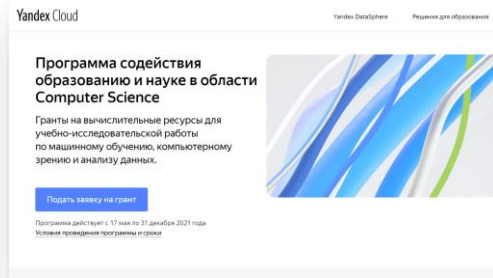 Yandex Cloud
Yandex DataSphere Решения для образования
Программа содействия
образованию и науке в области
Computer Science
Гранты на вычислительные ресурсы для
учебно-исследовательской работы
по машинному обучению, компьютерному
зрению и анализу данных.
Подать заявку на грант
Программа действует с 17 мая по 31 декабря 2021 года
Условия проведения программы и сроки